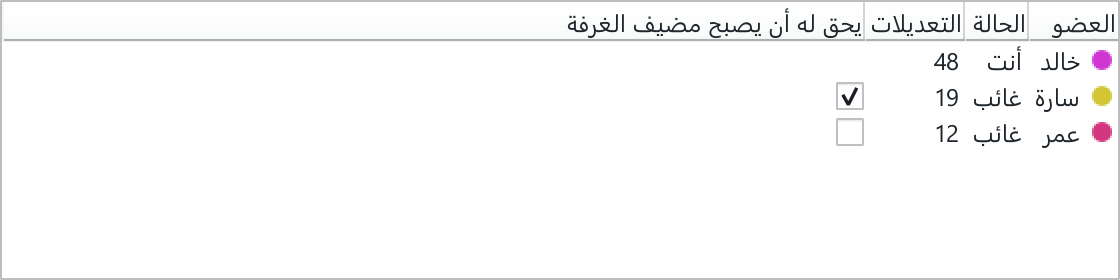 العضو الحالة التعديلات يحق له أن يصبح مضيف الغرفة
خالد أنت 48
سارة غائب 19
عمر غائب 12